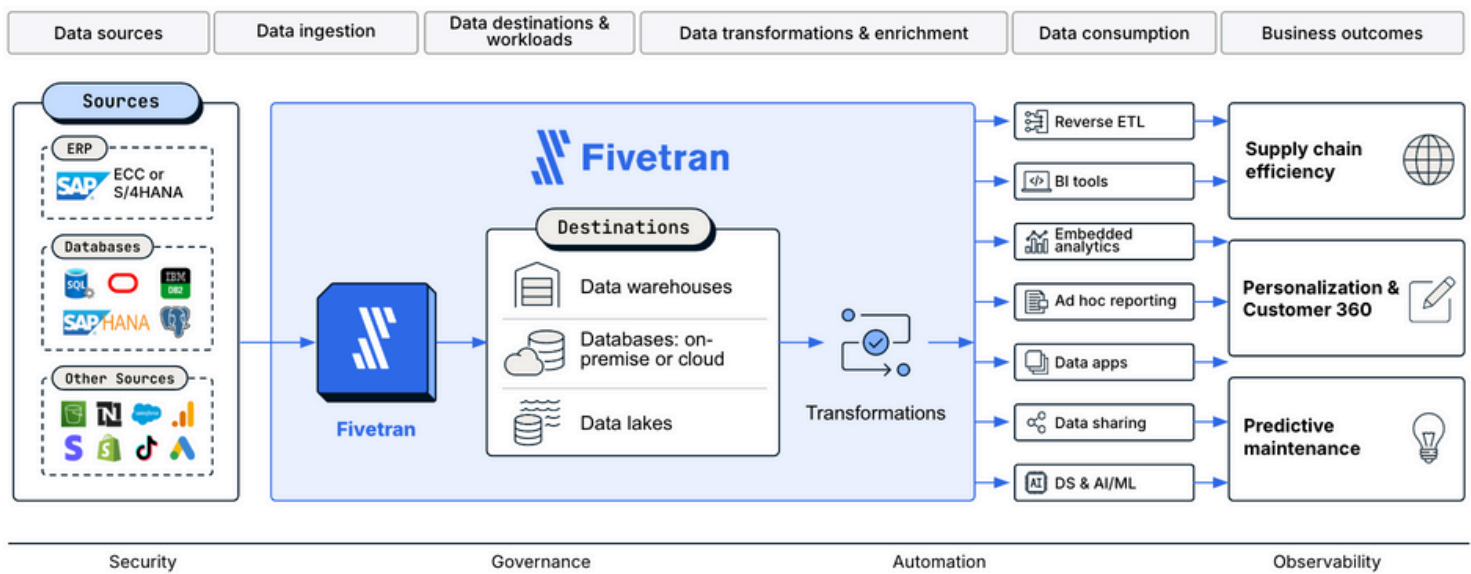 Data sources
Data ingestion
Data destinations &
workloads
Data transformations & enrichment
Data consumption
Business outcomes
Sources
ERP
SAP
ECC or
S/4HANA
Databases
SQL
IBM
DB2
SAP HANA
Other Sources
N
salesforce
S
Fivetran
Fivetran
Destinations
Data warehouses
Databases: on-
premise or cloud
Data lakes
Transformations
Reverse ETL
</> BI tools
Embedded
analytics
Ad hoc reporting
Data apps
Data sharing
AI DS & AI/ML
Supply chain
efficiency
Personalization &
Customer 360
Predictive
maintenance
Security
Governance
Automation
Observability